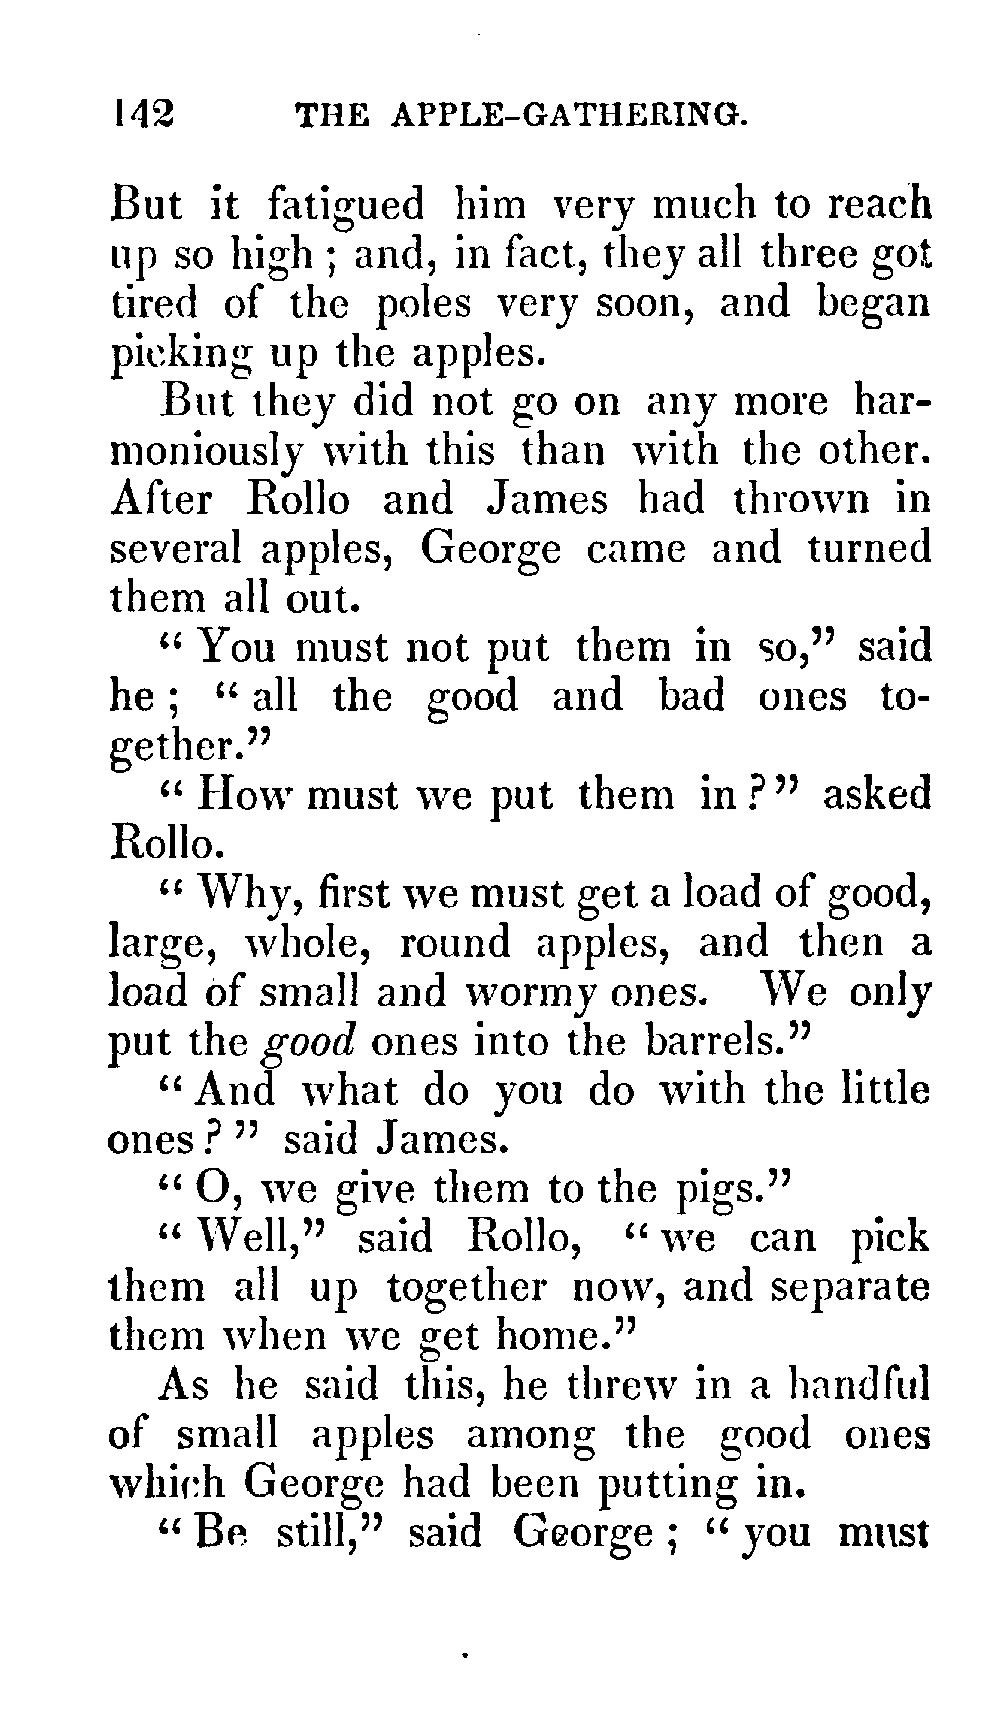 142 THE APPLE-GATHERING.
But it fatigued him very much to reach
up so high ; and, in fact, they all three got
tired of the poles very soon, and began
picking up the apples.
But they did not go on any more har-
moniously with this than with the other.
After Rollo and James had thrown in
several apples, George came and turned
them all out.
“ You must not put them in so,” said
he ; “ all the good and bad ones to-
gether.”
“ How must we put them in ? ” asked
Rollo.
“ Why, first we must get a load of good,
large, whole, round apples, and then a
load of small and wormy ones. We only
put the good ones into the barrels.”
“ And what do you do with the little
ones ? ” said James.
“ O, we give them to the pigs.”
“ Well,” said Rollo, “ we can pick
them all up together now, and separate
them when we get home.”
As he said this, he threw in a handful
of small apples among the good ones
which George had been putting in.
“ Be still,” said George ; “ you must